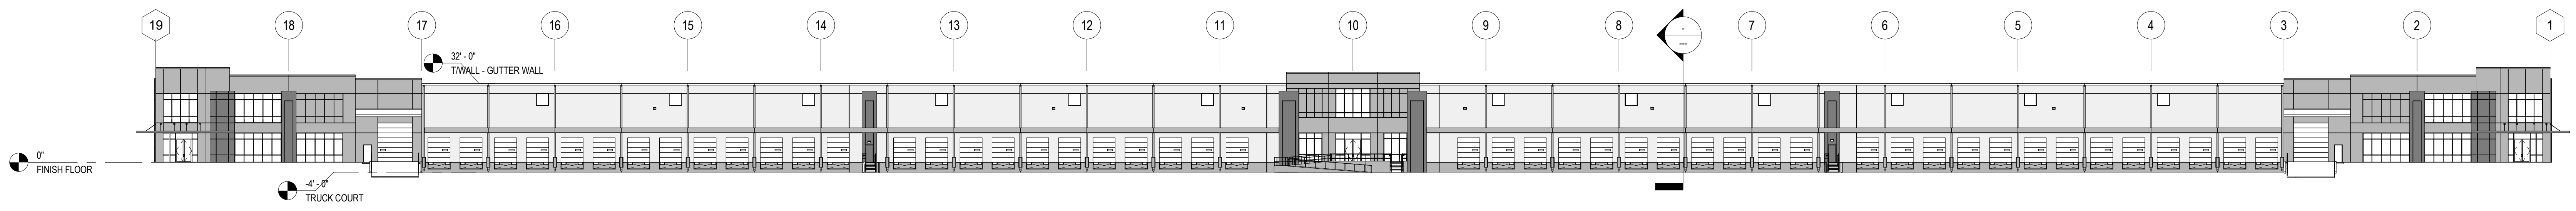 19 18 17 16 15 14 13 12 11 10 9 8 7 6 5 4 3 2 1
-
---
32' - 0"
T/WALL - GUTTER WALL
0"
FINISH FLOOR
-4' - 0"
TRUCK COURT